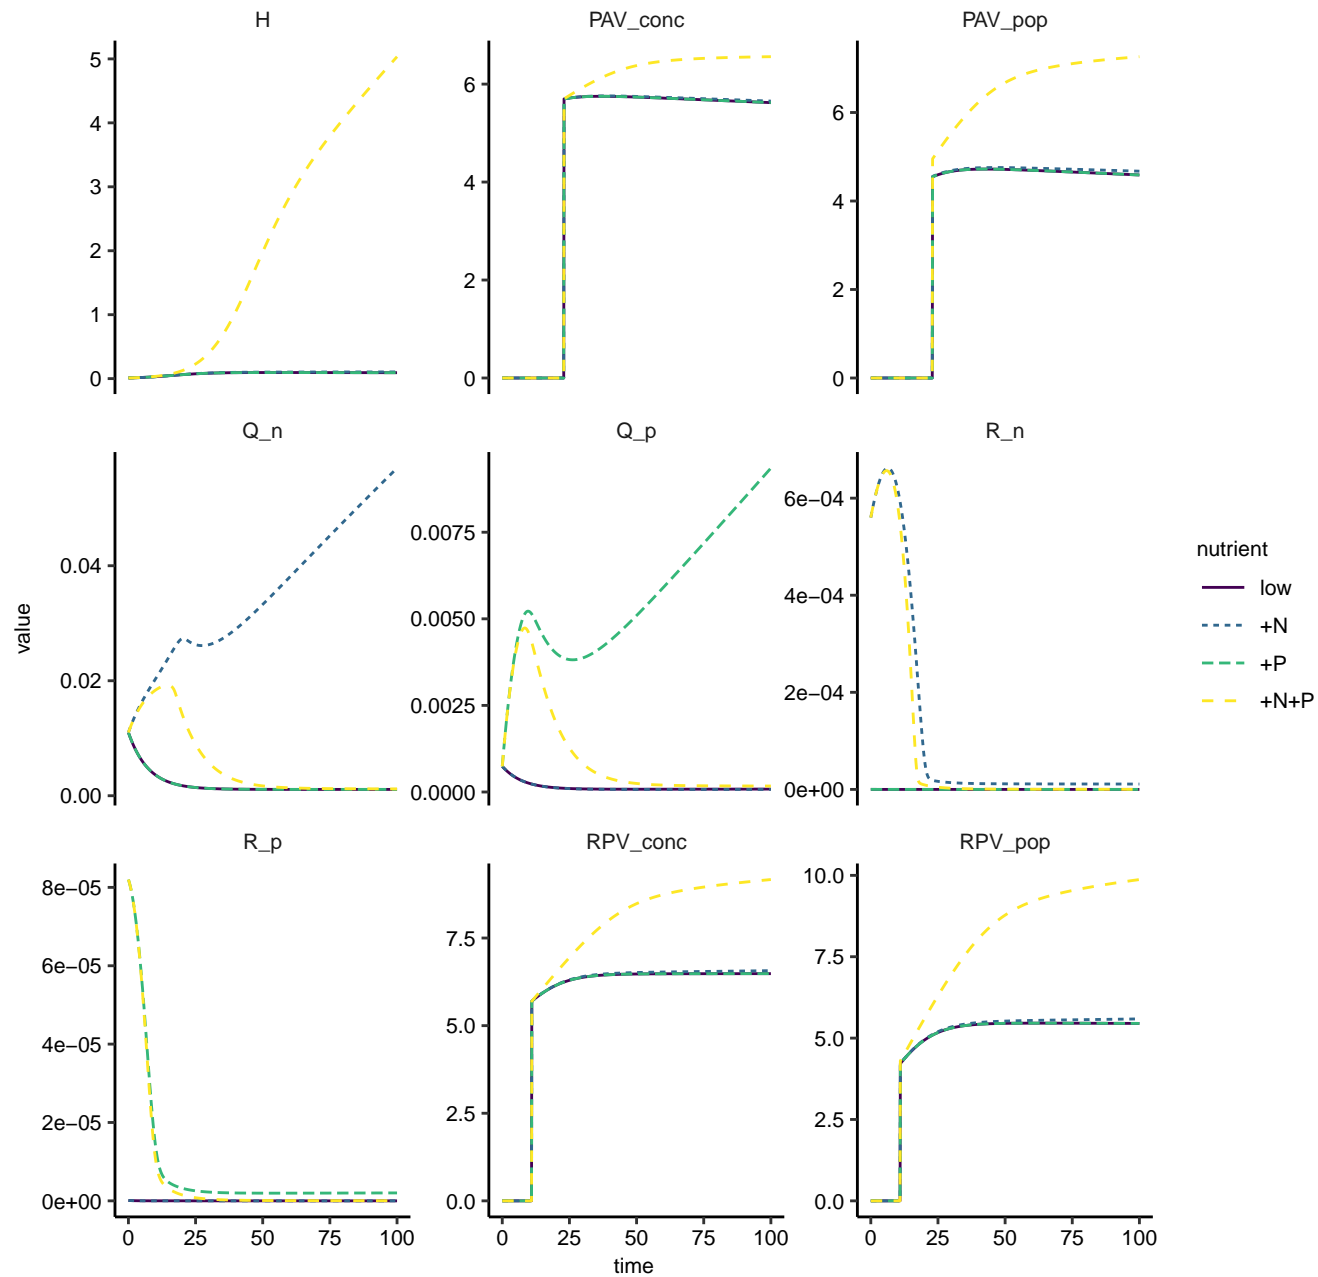 H
PAV_conc
PAV_pop
5
4
3
2
1
0
6
4
2
0
6
4
2
0
Q_n
Q_p
R_n
0.04
0.02
0.00
0.0075
0.0050
0.0025
0.0000
6e−04
4e−04
2e−04
0e+00
value
nutrient
low
+N
+P
+N+P
R_p
RPV_conc
RPV_pop
8e−05
6e−05
4e−05
2e−05
0e+00
7.5
5.0
2.5
0.0
10.0
7.5
5.0
2.5
0.0
0 25 50 75 100
0 25 50 75 100
0 25 50 75 100
time